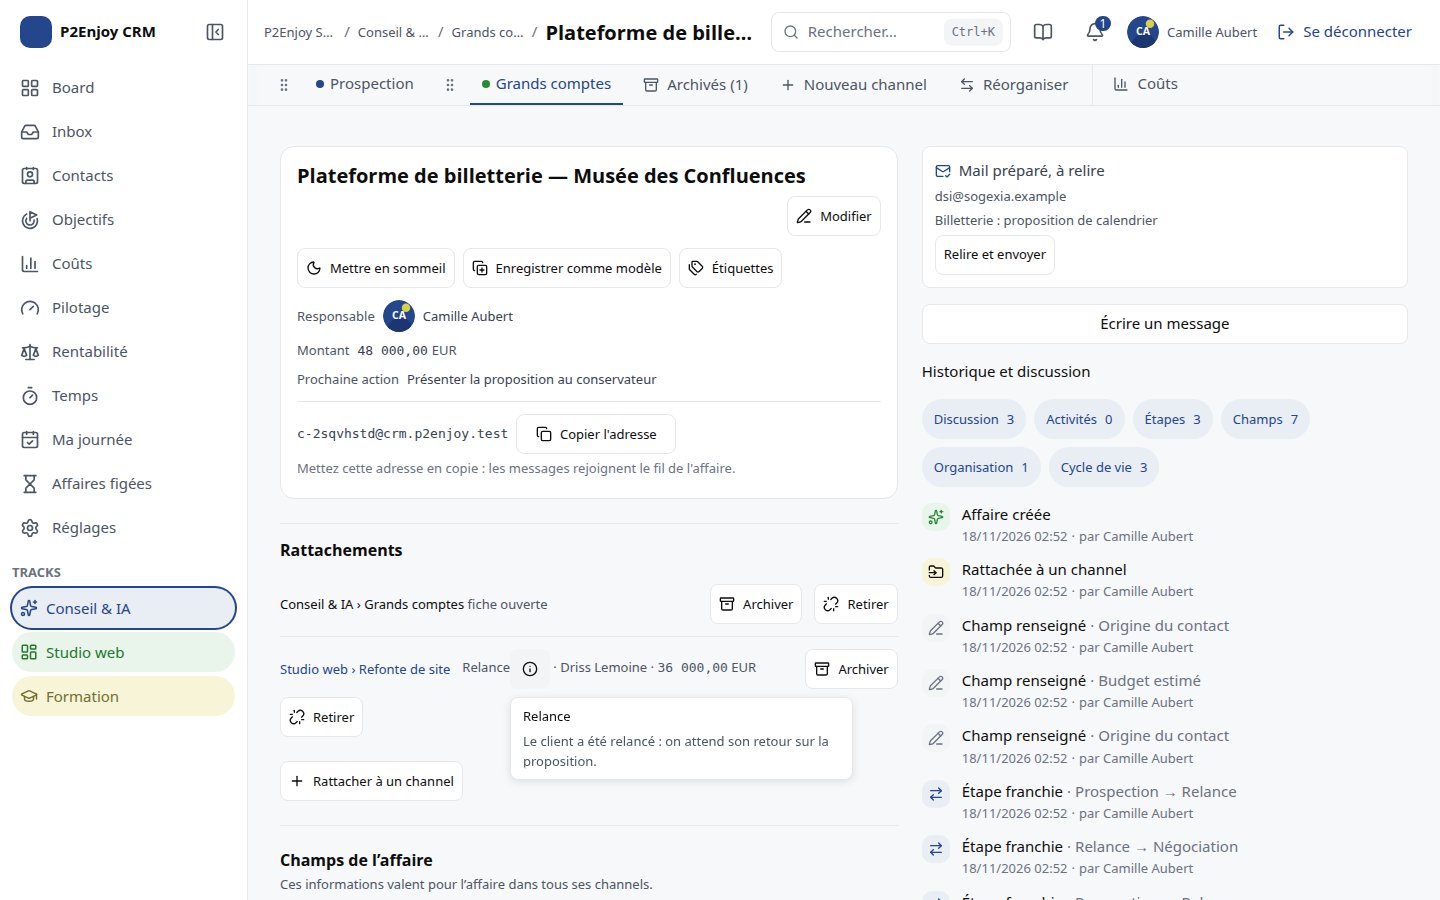 P2Enjoy CRM
Board
Inbox
Contacts
Objectifs
Coûts
Pilotage
Rentabilité
Temps
Ma journée
Affaires figées
Réglages
TRACKS
Conseil & IA
Studio web
Formation
P2Enjoy S... / Conseil & ... / Grands co... / Plateforme de bille...
Rechercher... Ctrl+K
1
CA Camille Aubert
Se déconnecter
Prospection
Grands comptes
Archivés (1)
Nouveau channel
Réorganiser
Coûts
Plateforme de billetterie — Musée des Confluences
Modifier
Mettre en sommeil
Enregistrer comme modèle
Étiquettes
Responsable CA Camille Aubert
Montant 48 000,00 EUR
Prochaine action Présenter la proposition au conservateur
c-2sqvhstd@crm.p2enjoy.test Copier l'adresse
Mettez cette adresse en copie : les messages rejoignent le fil de l'affaire.
Rattachements
Conseil & IA › Grands comptes fiche ouverte
Archiver
Retirer
Studio web › Refonte de site Relance · Driss Lemoine · 36 000,00 EUR
Archiver
Retirer
Relance
Le client a été relancé : on attend son retour sur la
proposition.
Rattacher à un channel
Champs de l’affaire
Ces informations valent pour l’affaire dans tous ses channels.
Mail préparé, à relire
dsi@sogexia.example
Billetterie : proposition de calendrier
Relire et envoyer
Écrire un message
Historique et discussion
Discussion 3
Activités 0
Étapes 3
Champs 7
Organisation 1
Cycle de vie 3
Affaire créée
18/11/2026 02:52 · par Camille Aubert
Rattachée à un channel
18/11/2026 02:52 · par Camille Aubert
Champ renseigné · Origine du contact
18/11/2026 02:52 · par Camille Aubert
Champ renseigné · Budget estimé
18/11/2026 02:52 · par Camille Aubert
Champ renseigné · Origine du contact
18/11/2026 02:52 · par Camille Aubert
Étape franchie · Prospection → Relance
18/11/2026 02:52 · par Camille Aubert
Étape franchie · Relance → Négociation
18/11/2026 02:52 · par Camille Aubert